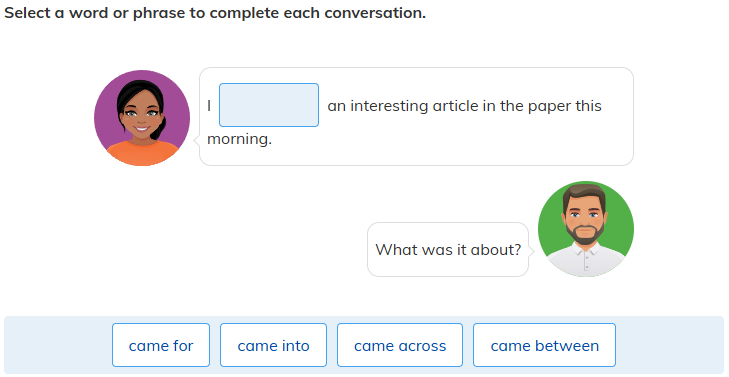 Select a word or phrase to complete each conversation.
I an interesting article in the paper this
morning.
What was it about?
came for came into came across came between